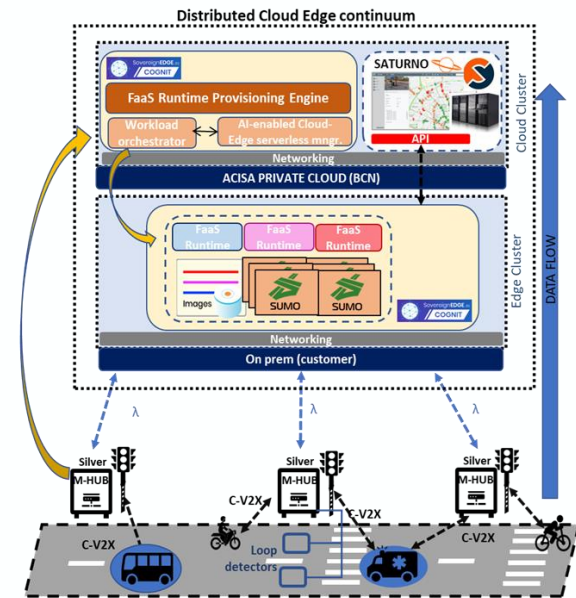 Distributed Cloud Edge continuum
SovereignEDGE
COGNIT
FaaS Runtime Provisioning Engine
Workload
orchestrator
AI-enabled Cloud-
Edge serverless mngr.
SATURNO
API
Networking
ACISA PRIVATE CLOUD (BCN)
Cloud Cluster
FaaS
Runtime
FaaS
Runtime
FaaS
Runtime
Images
SUMO
SUMO
SovereignEDGE
COGNIT
Networking
On prem (customer)
Edge Cluster
DATA FLOW
λ
λ
λ
Silver
M-HUB
Silver
M-HUB
Silver
M-HUB
C-V2X
C-V2X
C-V2X
C-V2X
Loop
detectors